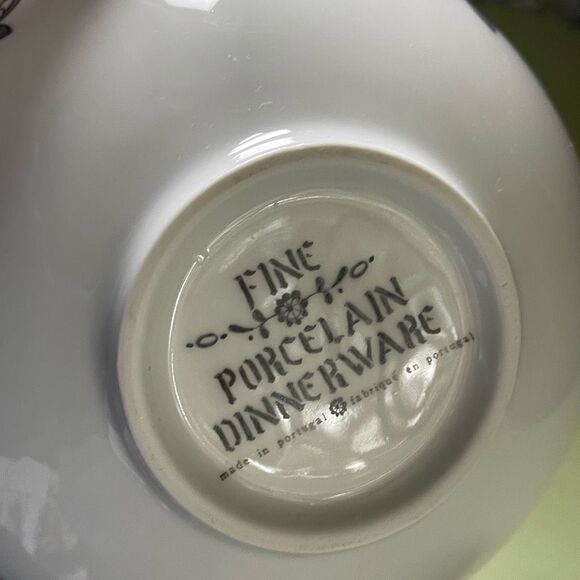 FINE
PORCELAIN
DINNERWARE
made in portugal fabriqué en portugal